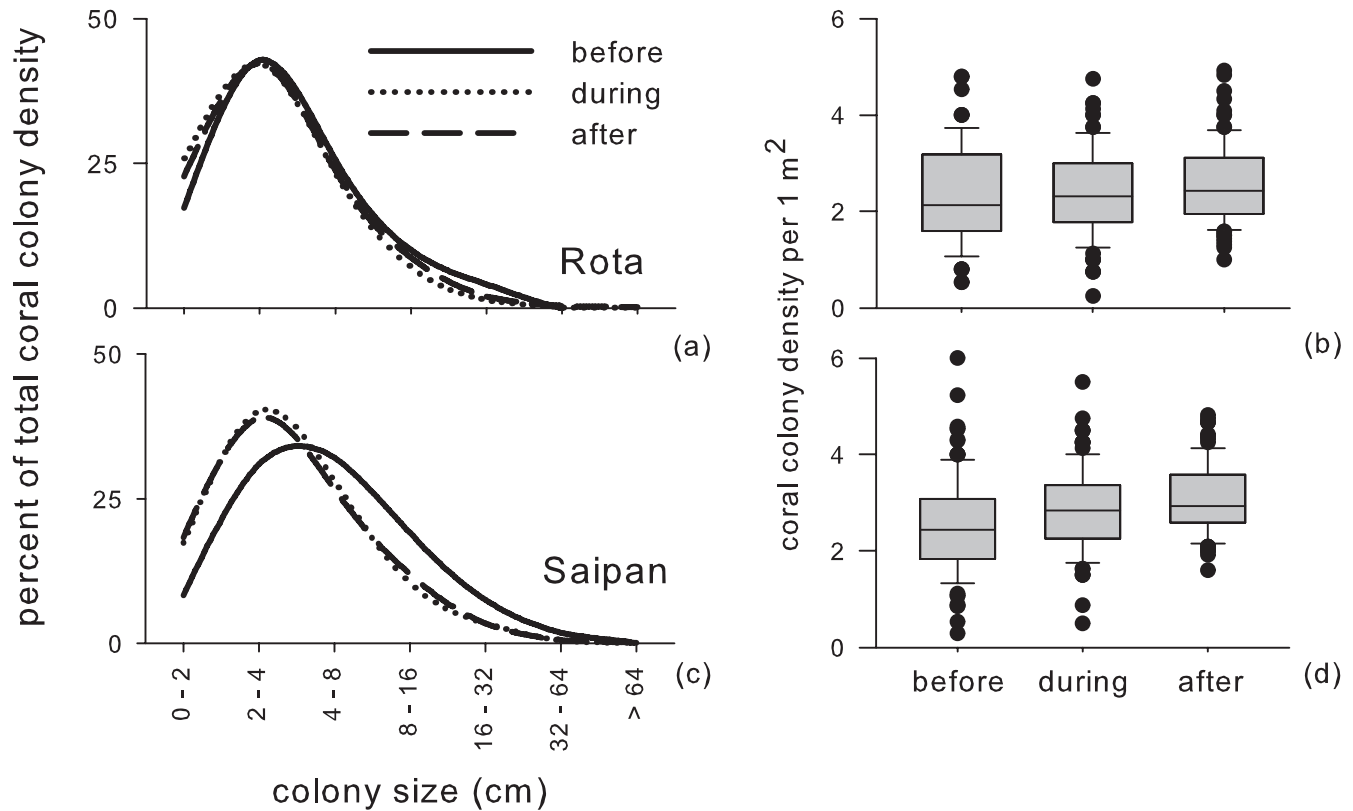 percent of total coral colony density
50
25
0
before
during
after
Rota
(a)
coral colony density per 1 m2
6
4
2
0
(b)
50
25
0
Saipan
(c)
0 - 2
2 - 4
4 - 8
8 - 16
16 - 32
32 - 64
> 64
colony size (cm)
6
4
2
0
before
during
after
(d)